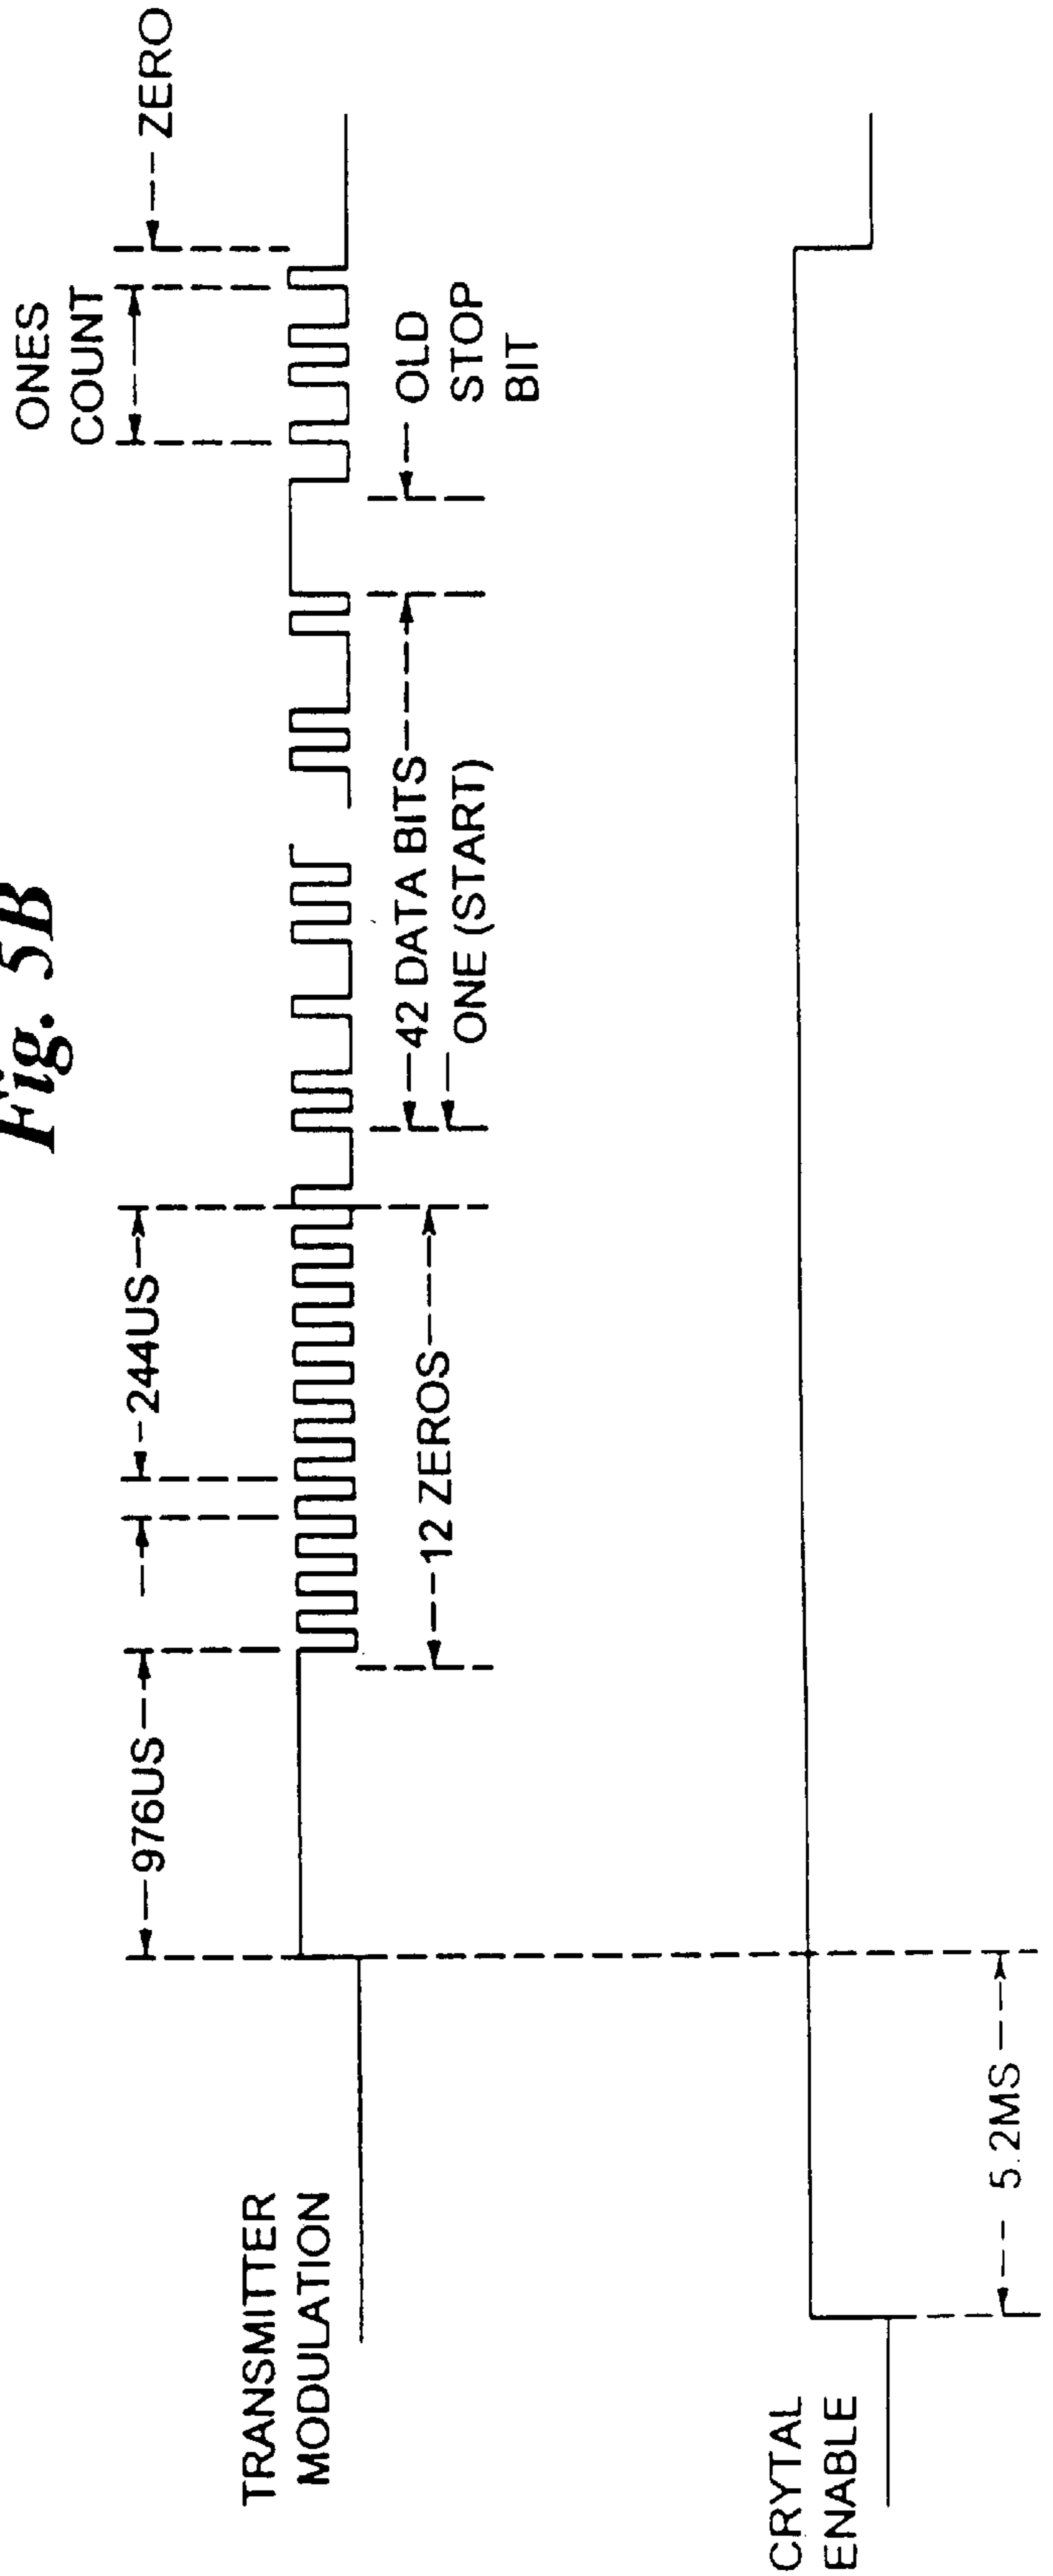 Fig. 5B
ONES
COUNT
976US
244US
ZERO
TRANSMITTER
MODULATION
12 ZEROS
42 DATA BITS
ONE (START)
OLD
STOP
BIT
CRYTAL
ENABLE
5.2MS